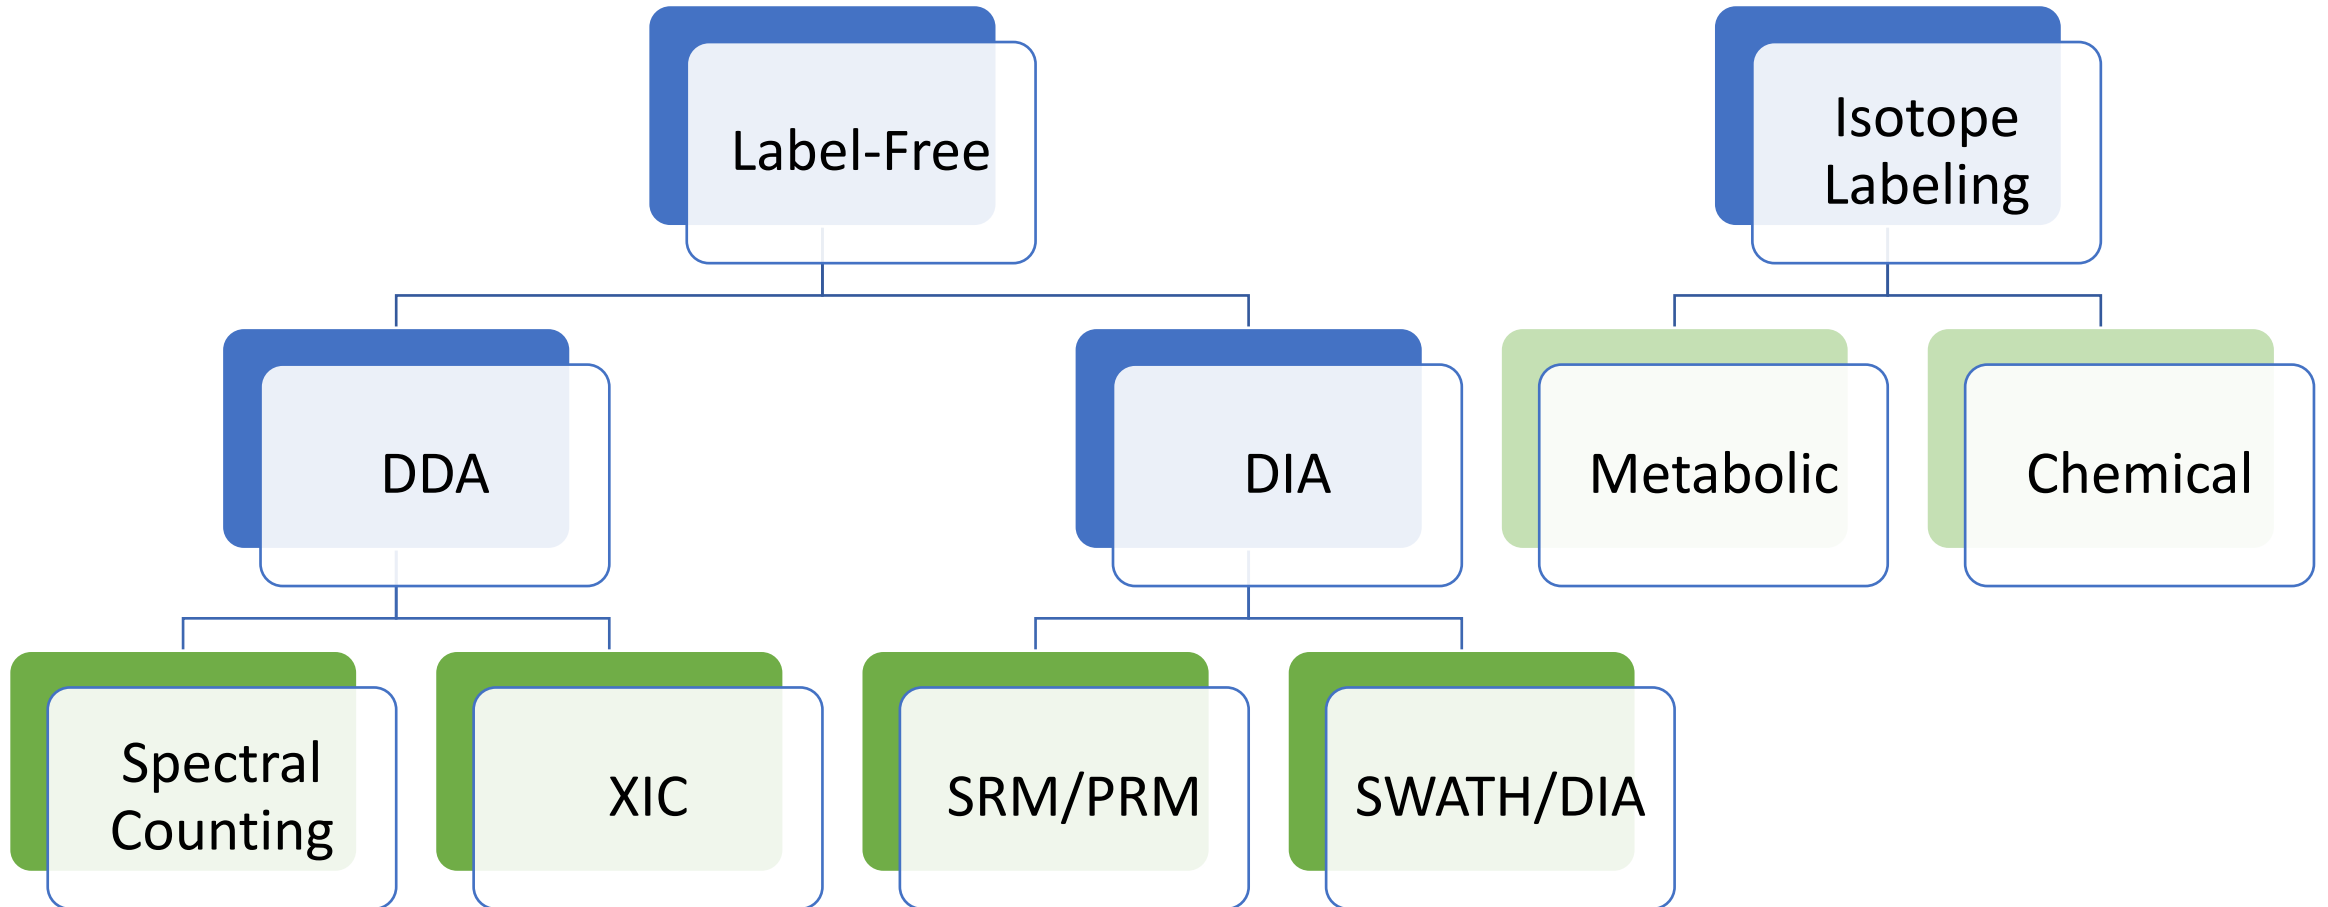 Label-Free
Isotope
Labeling
DDA
DIA
Metabolic
Chemical
Spectral
Counting
XIC
SRM/PRM
SWATH/DIA